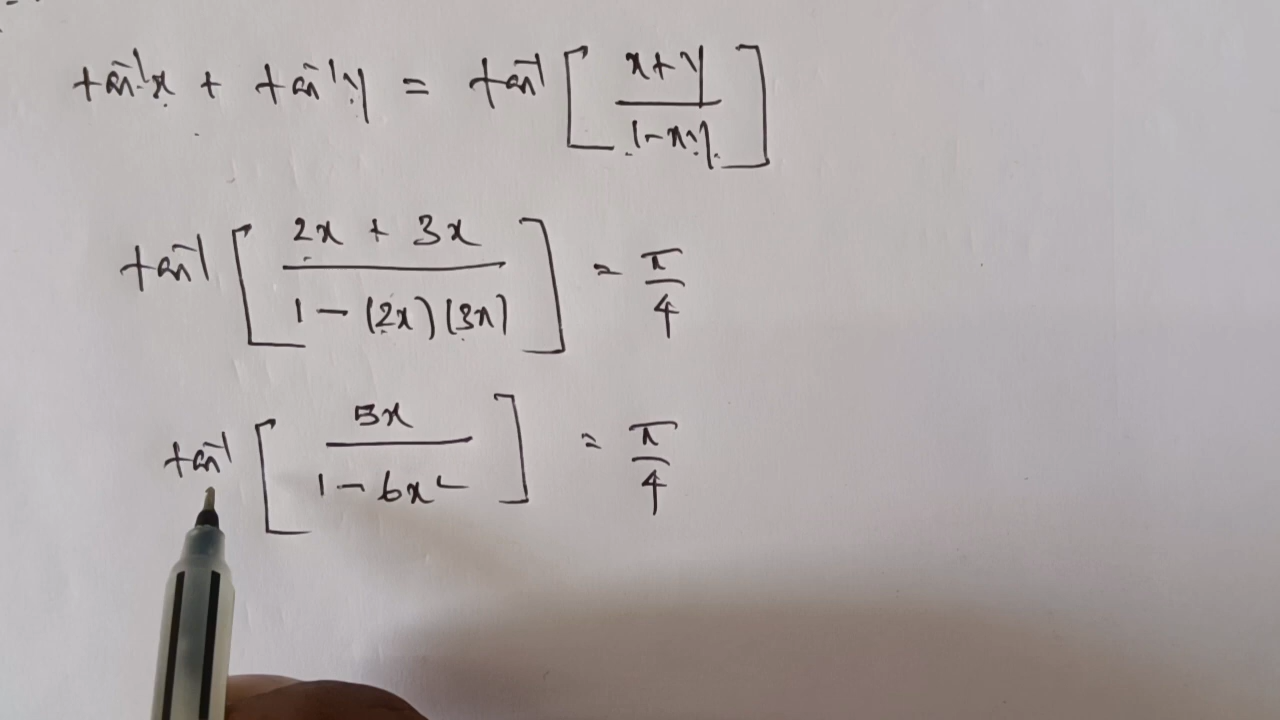 tan⁻¹x + tan⁻¹y = tan⁻¹ [ (x+y)/(1-xy) ]
tan⁻¹ [ (2x + 3x)/(1-(2x)(3x)) ] = π/4
tan⁻¹ [ 5x/(1-6x²) ] = π/4